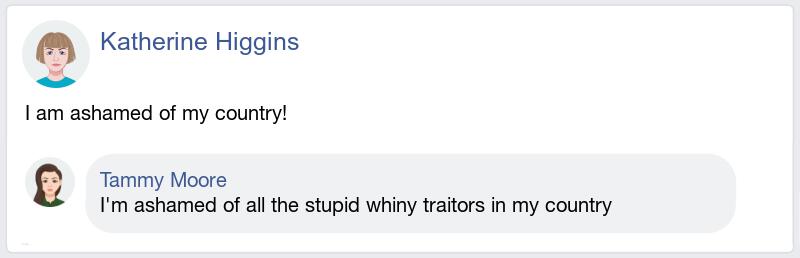 Katherine Higgins
I am ashamed of my country!
Tammy Moore
I'm ashamed of all the stupid whiny traitors in my country